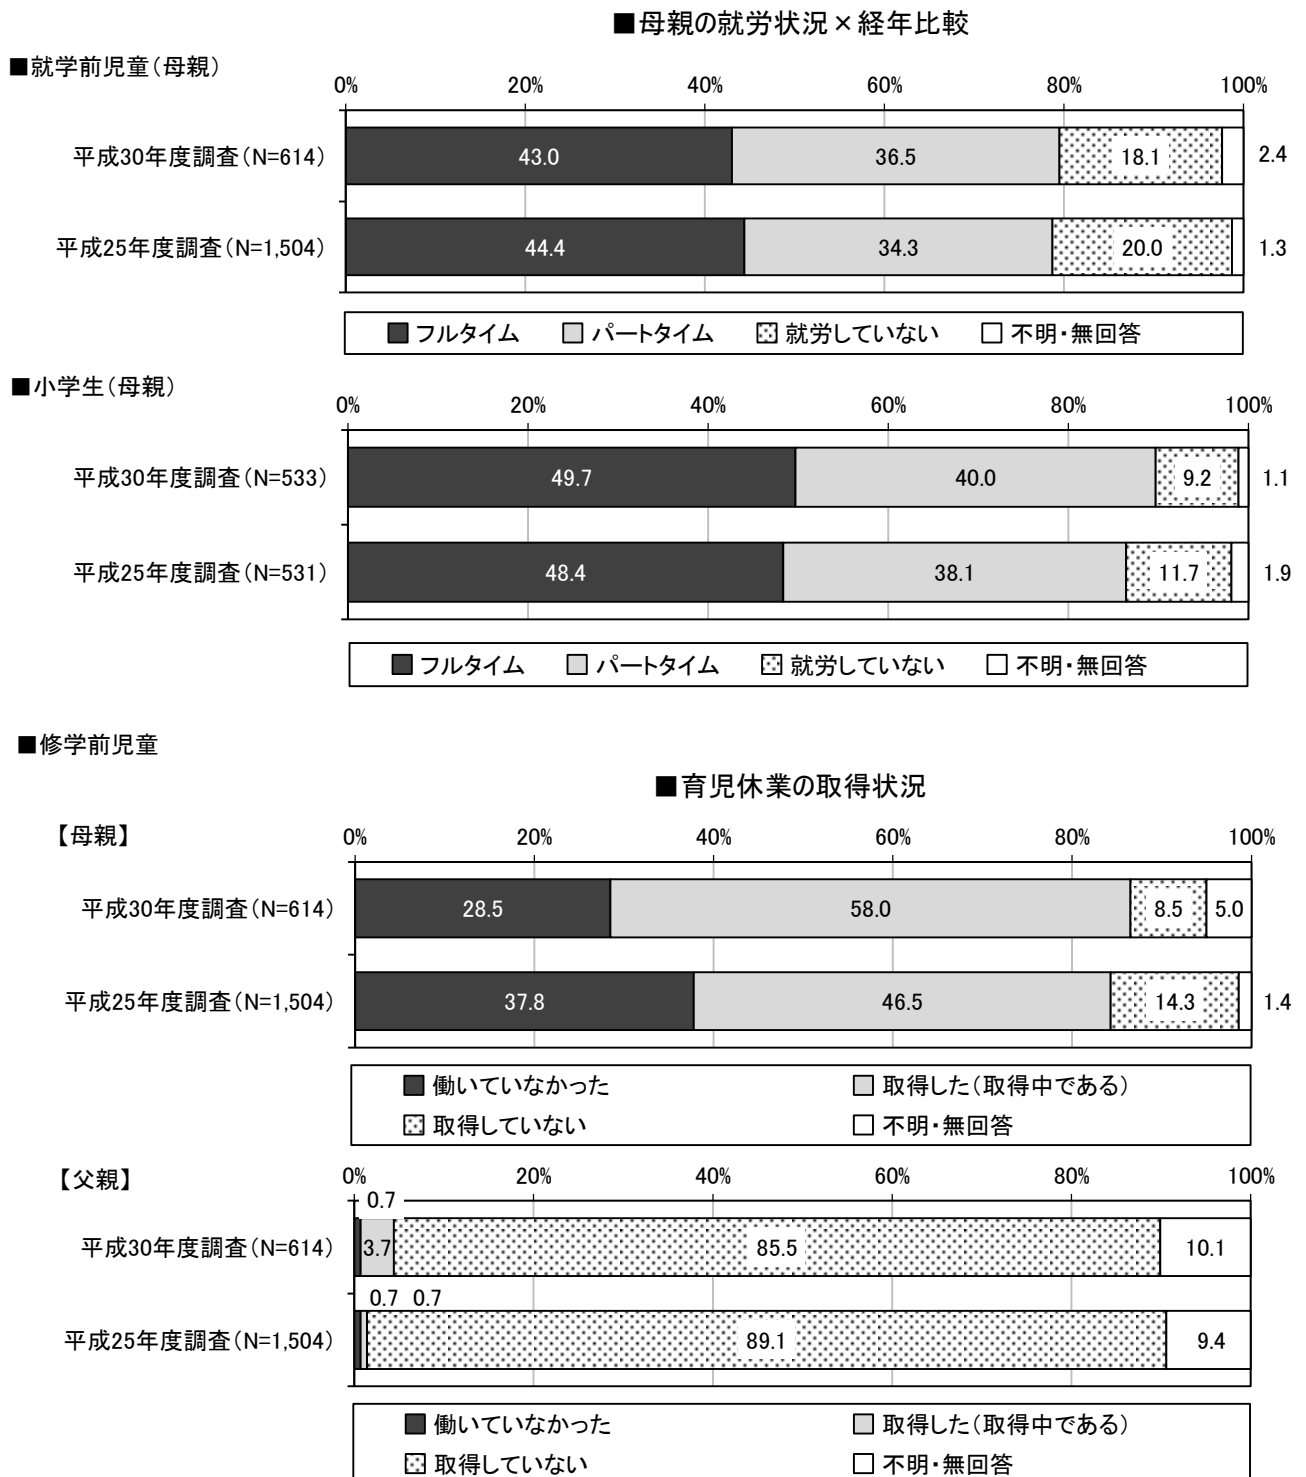 ■母親の就労状況×経年比較
■就学前児童(母親)
0% 20% 40% 60% 80% 100%
平成30年度調査(N=614) 43.0 36.5 18.1 2.4
平成25年度調査(N=1,504) 44.4 34.3 20.0 1.3
フルタイム パートタイム 就労していない 不明・無回答
■小学生(母親)
0% 20% 40% 60% 80% 100%
平成30年度調査(N=533) 49.7 40.0 9.2 1.1
平成25年度調査(N=531) 48.4 38.1 11.7 1.9
フルタイム パートタイム 就労していない 不明・無回答
■修学前児童
■育児休業の取得状況
【母親】 0% 20% 40% 60% 80% 100%
平成30年度調査(N=614) 28.5 58.0 8.5 5.0
平成25年度調査(N=1,504) 37.8 46.5 14.3 1.4
働いていなかった 取得した(取得中である)
取得していない 不明・無回答
【父親】 0% 20% 40% 60% 80% 100%
0.7
平成30年度調査(N=614) 3.7 85.5 10.1
0.7 0.7
平成25年度調査(N=1,504) 89.1 9.4
働いていなかった 取得した(取得中である)
取得していない 不明・無回答